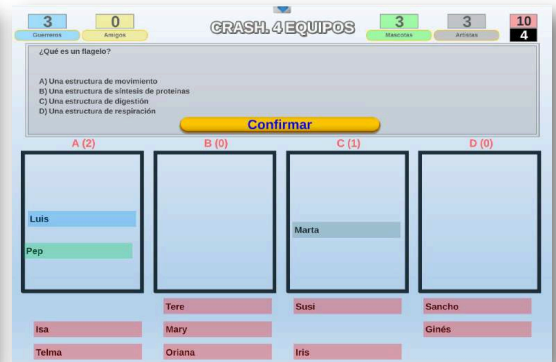 3
Guerreros
0
Amigos
CRASH. 4 EQUIPOS
3
Mascotas
3
Artistas
10
4
¿Qué es un flagelo?
A) Una estructura de movimiento
B) Una estructura de síntesis de proteínas
C) Una estructura de digestión
D) Una estructura de respiración
Confirmar
A (2)
B (0)
C (1)
D (0)
Luis
Pep
Marta
Tere
Susi
Sancho
Isa
Mary
Ginés
Telma
Oriana
Iris